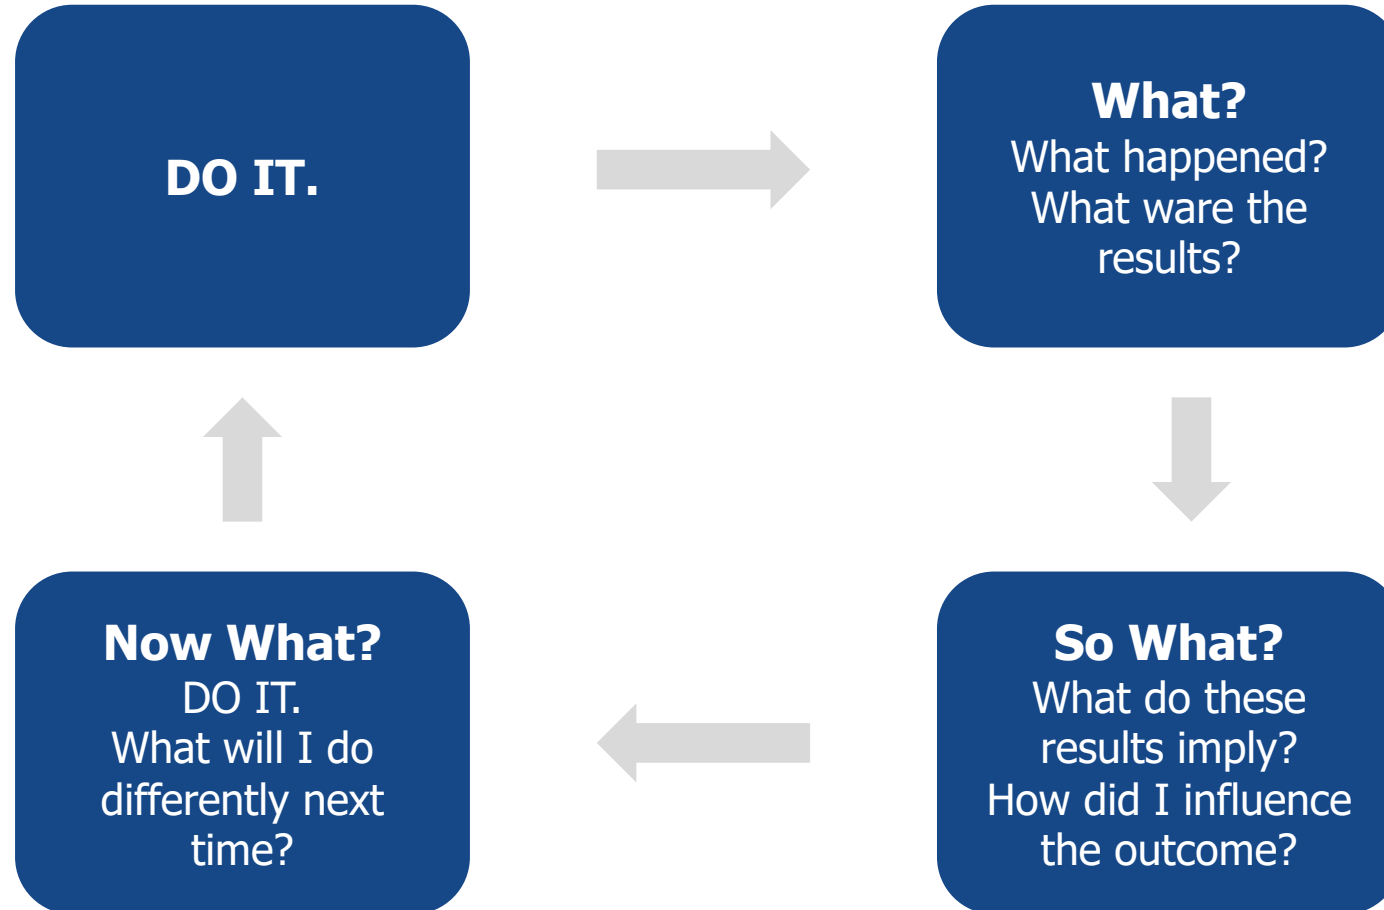 DO IT.
What?
What happened?
What ware the
results?
So What?
What do these
results imply?
How did I influence
the outcome?
Now What?
DO IT.
What will I do
differently next
time?